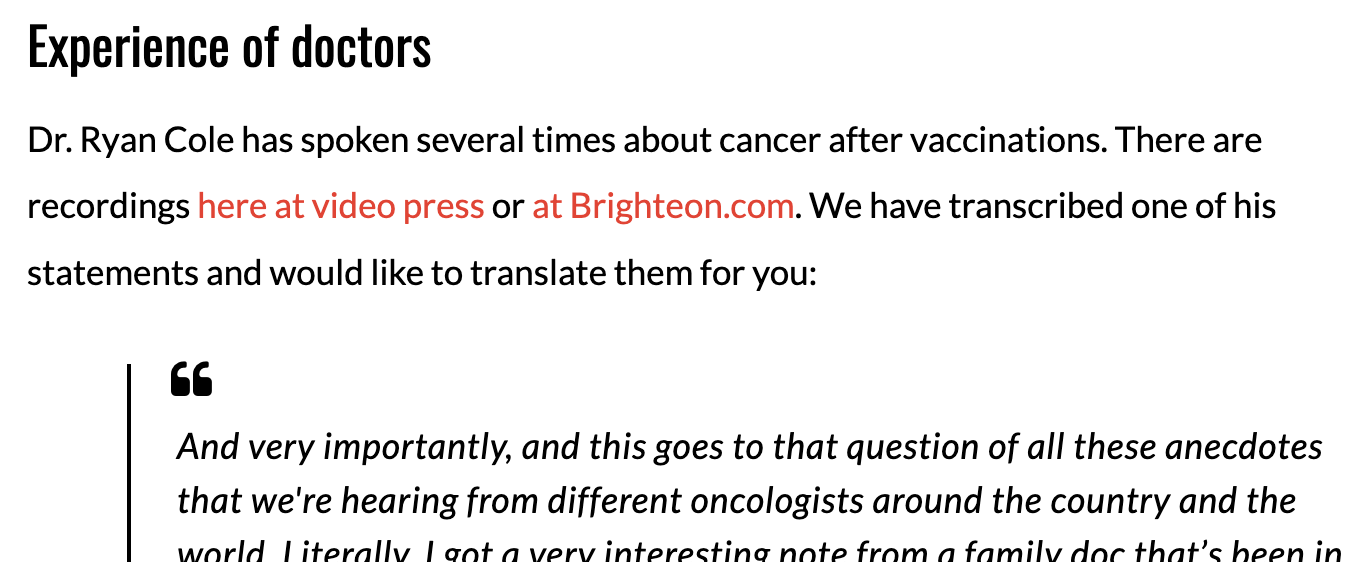 Experience of doctors
Dr. Ryan Cole has spoken several times about cancer after vaccinations. There are
recordings here at video press or at Brighteon.com. We have transcribed one of his
statements and would like to translate them for you:
“
And very importantly, and this goes to that question of all these anecdotes
that we're hearing from different oncologists around the country and the
world. Literally, I got a very interesting note from a family doc that’s been in